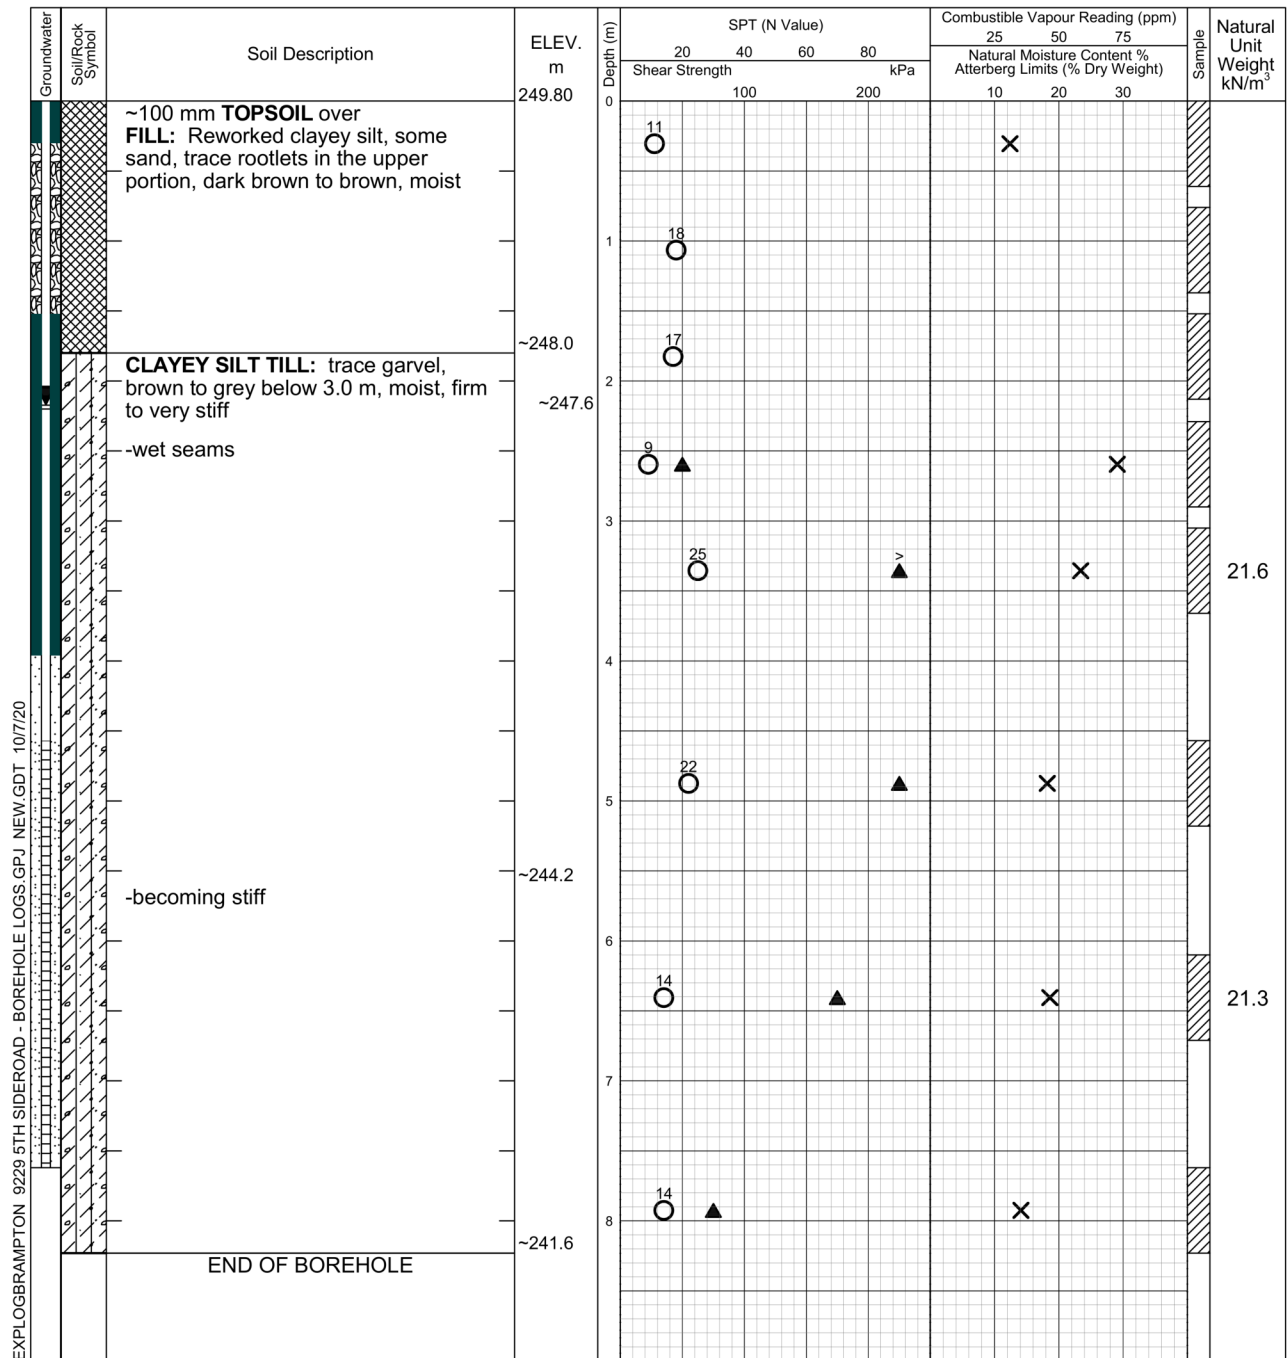 Groundwater
Soil/Rock
Symbol
Soil Description
ELEV.
m
249.80
Depth (m)
SPT (N Value)
20 40 60 80
Shear Strength kPa
100 200
Combustible Vapour Reading (ppm)
25 50 75
Natural Moisture Content %
Atterberg Limits (% Dry Weight)
10 20 30
Sample
Natural
Unit
Weight
kN/m³
0
~100 mm TOPSOIL over
FILL: Reworked clayey silt, some
sand, trace rootlets in the upper
portion, dark brown to brown, moist
11
1
18
~248.0
17
CLAYEY SILT TILL: trace garvel,
brown to grey below 3.0 m, moist, firm
to very stiff
2
~247.6
-wet seams
9
3
25 >
21.6
4
22
5
~244.2
-becoming stiff
6
14
21.3
7
14
8
~241.6
END OF BOREHOLE
EXPLOGBRAMPTON 9229 5TH SIDEROAD - BOREHOLE LOGS.GPJ NEW.GDT 10/7/20